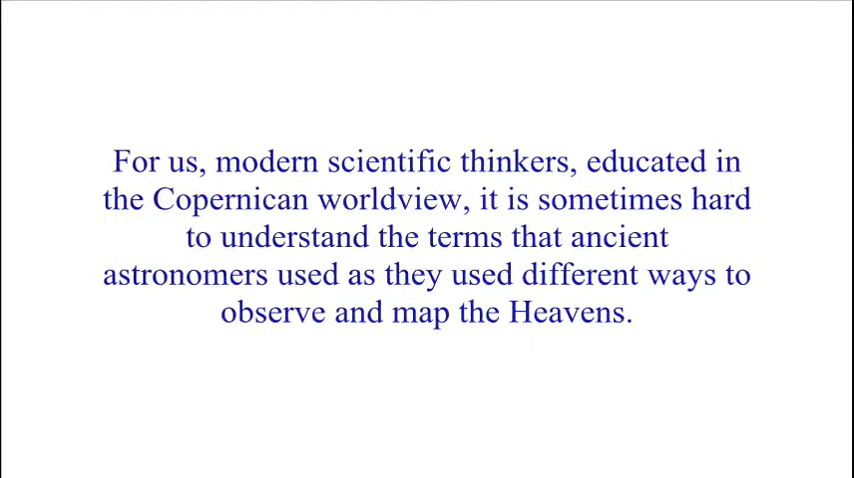 For us, modern scientific thinkers, educated in
the Copernican worldview, it is sometimes hard
to understand the terms that ancient
astronomers used as they used different ways to
observe and map the Heavens.